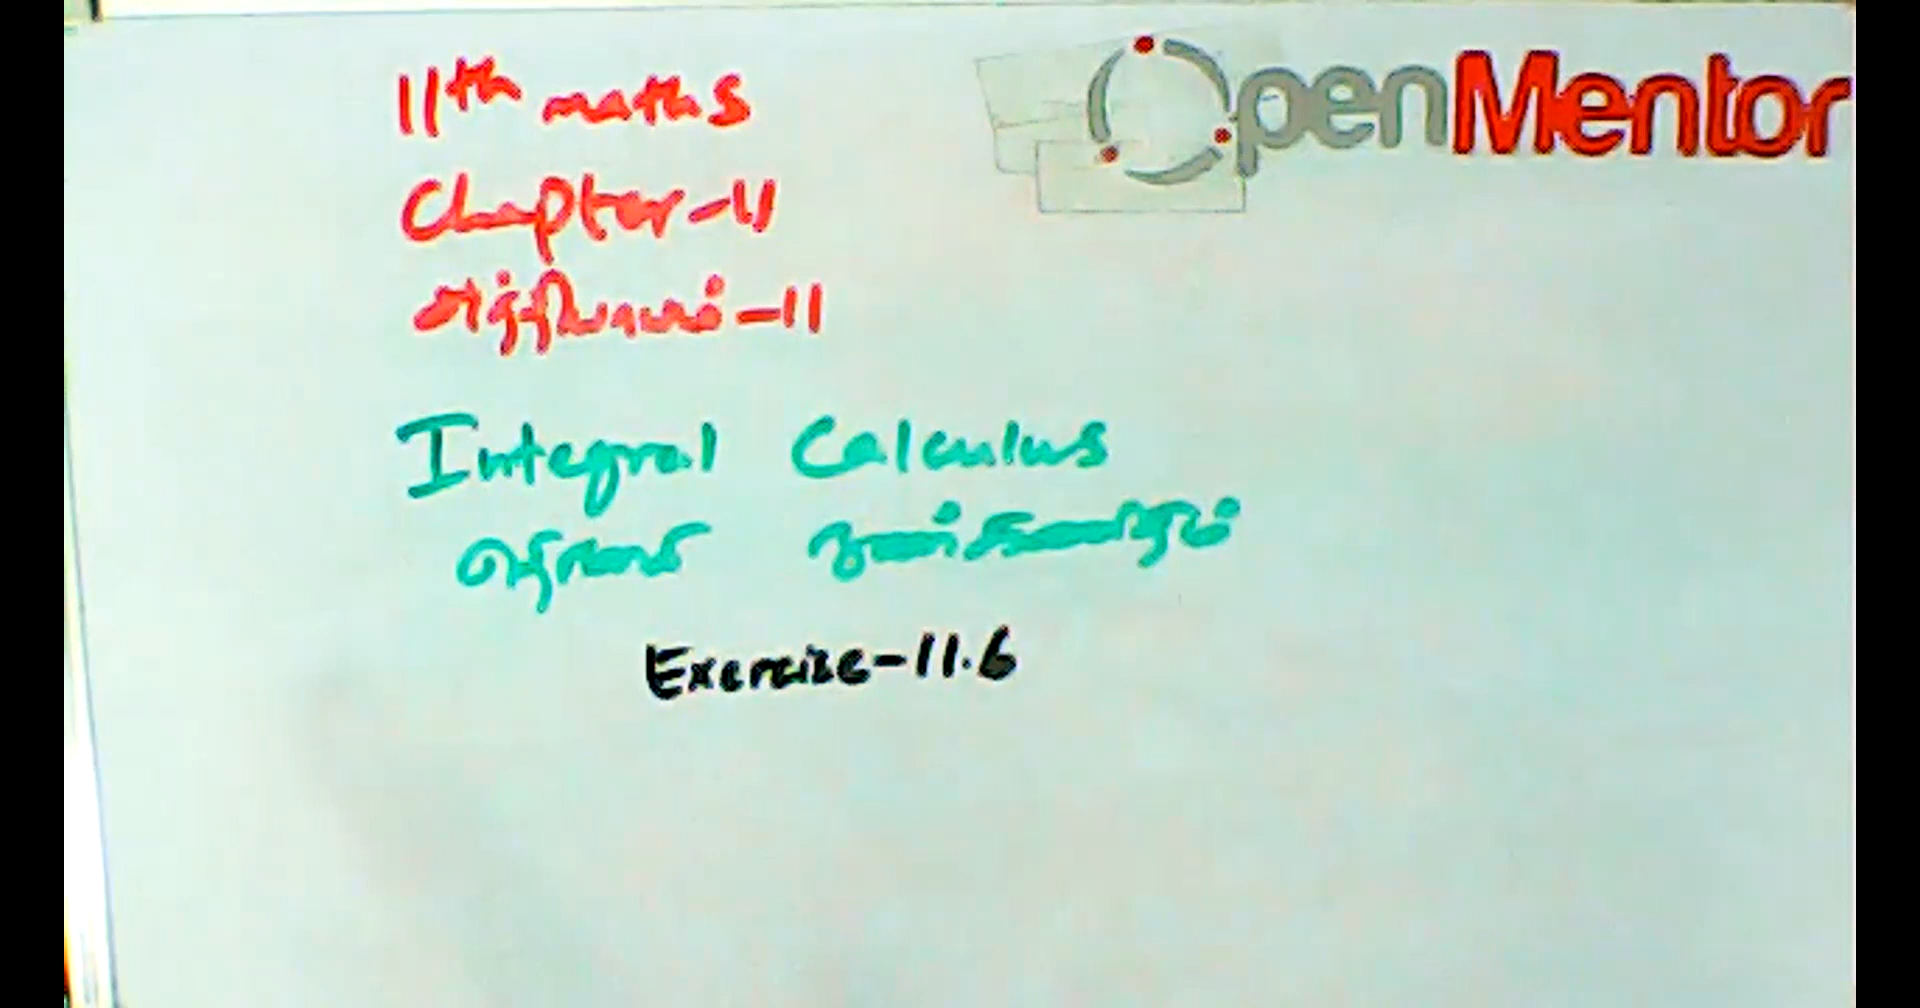 11th maths
OpenMentor
Chapter-11
அத்தியாயம்-11
Integral Calculus
தொகை நுண்கணிதம்
Exercise-11.6